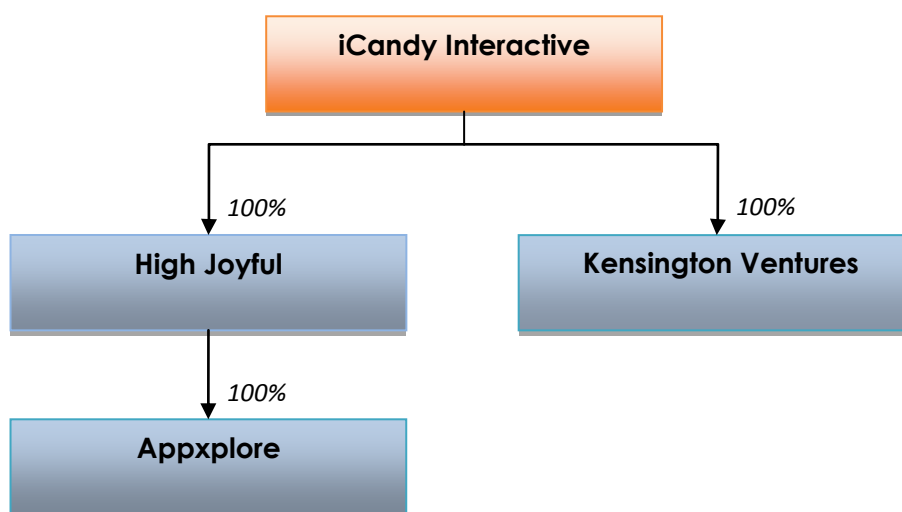 iCandy Interactive
100%
100%
High Joyful
Kensington Ventures
100%
Appxplore